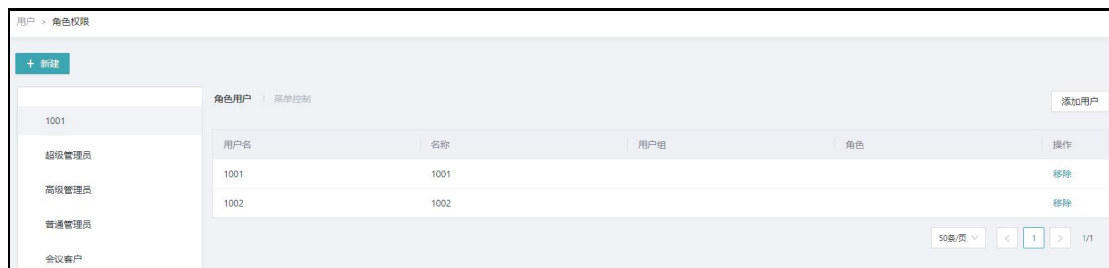 用户 > 角色权限
+ 新建
角色用户 菜单控制
添加用户
1001
超级管理员
高级管理员
普通管理员
会议客户
用户名 名称 用户组 角色 操作
1001 1001 移除
1002 1002 移除
50条/页 < 1 > 1/1